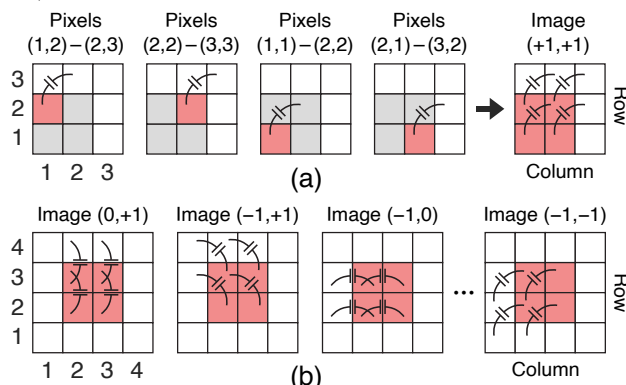 Pixels Pixels Pixels Pixels Image
(1,2)−(2,3) (2,2)−(3,3) (1,1)−(2,2) (2,1)−(3,2) (+1,+1)
3
2
1
Row
1 2 3 Column
(a)
Image (0,+1) Image (−1,+1) Image (−1,0) Image (−1,−1)
4
3
2
1
...
Row
1 2 3 4 Column
(b)